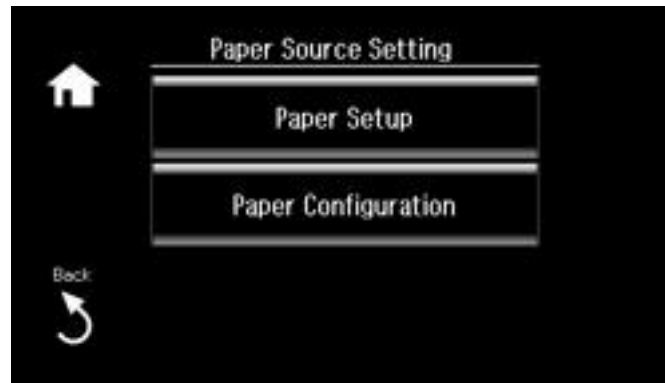 Paper Source Setting
Paper Setup
Paper Configuration
Back